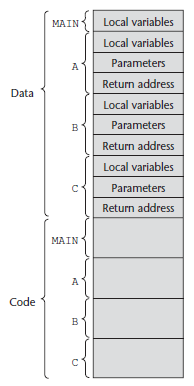 MAIN
Local variables
Local variables
A
Parameters
Return address
Data
Local variables
B
Parameters
Return address
Local variables
C
Parameters
Return address
MAIN
A
Code
B
C